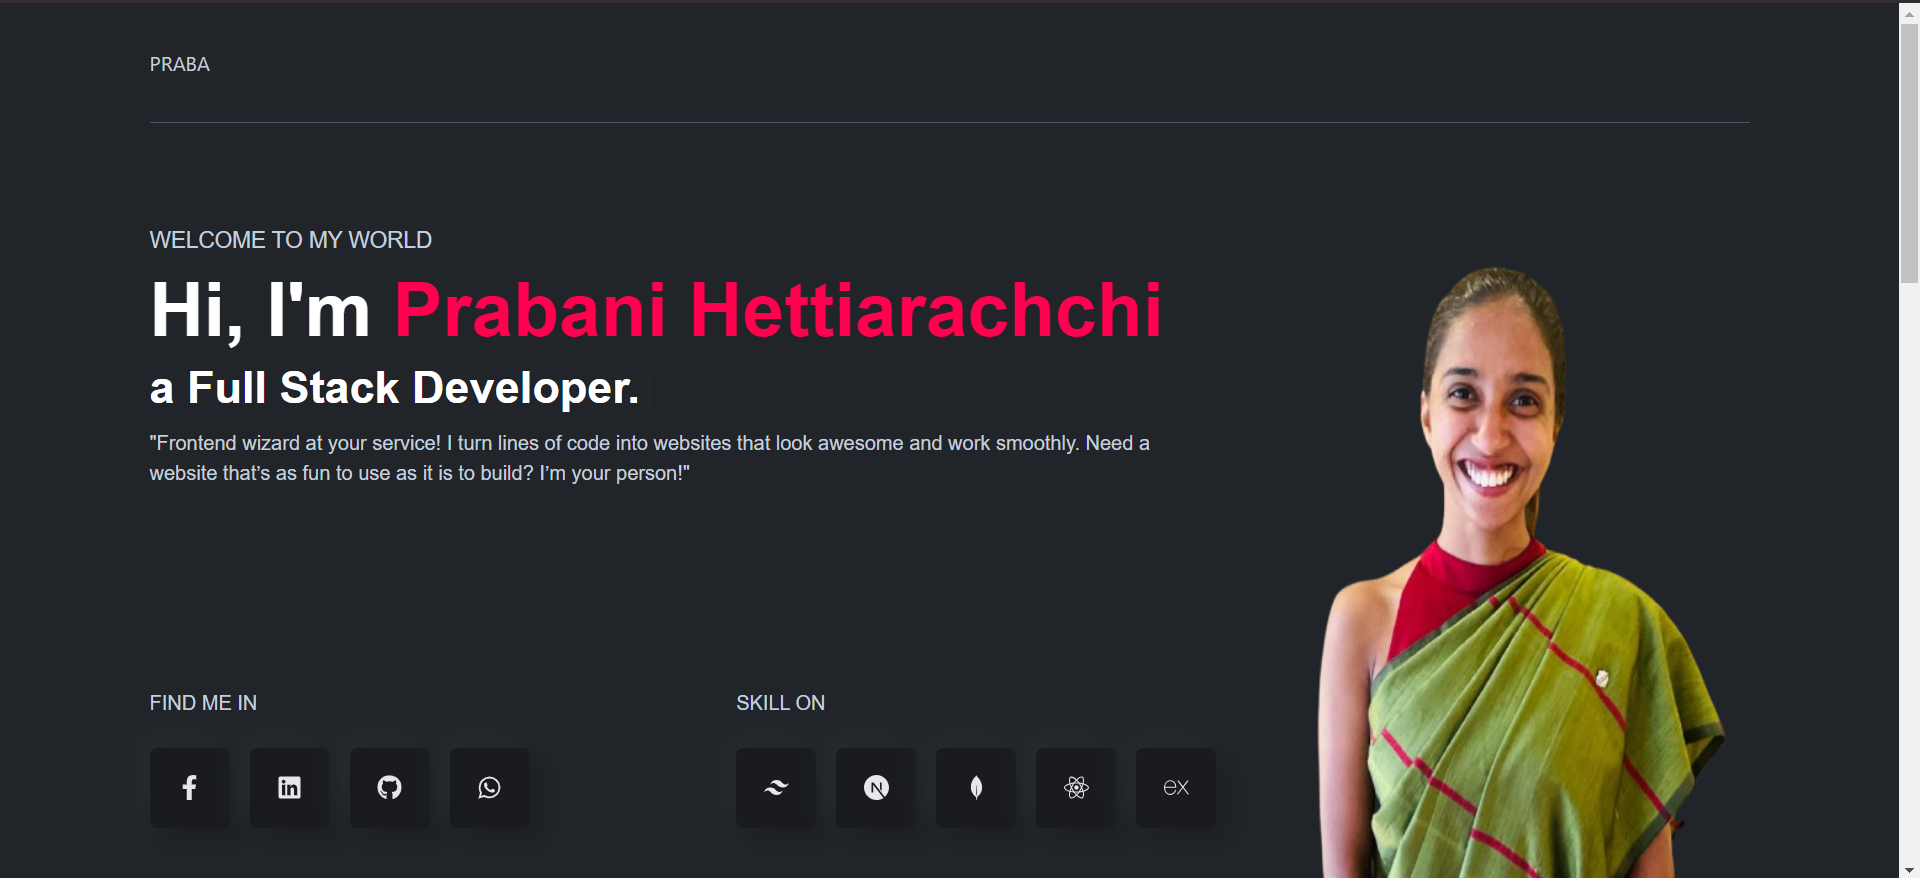 PRABA
WELCOME TO MY WORLD
Hi, I'm Prabani Hettiarachchi
a Full Stack Developer.
"Frontend wizard at your service! I turn lines of code into websites that look awesome and work smoothly. Need a
website that’s as fun to use as it is to build? I’m your person!"
FIND ME IN
SKILL ON
f in N ex